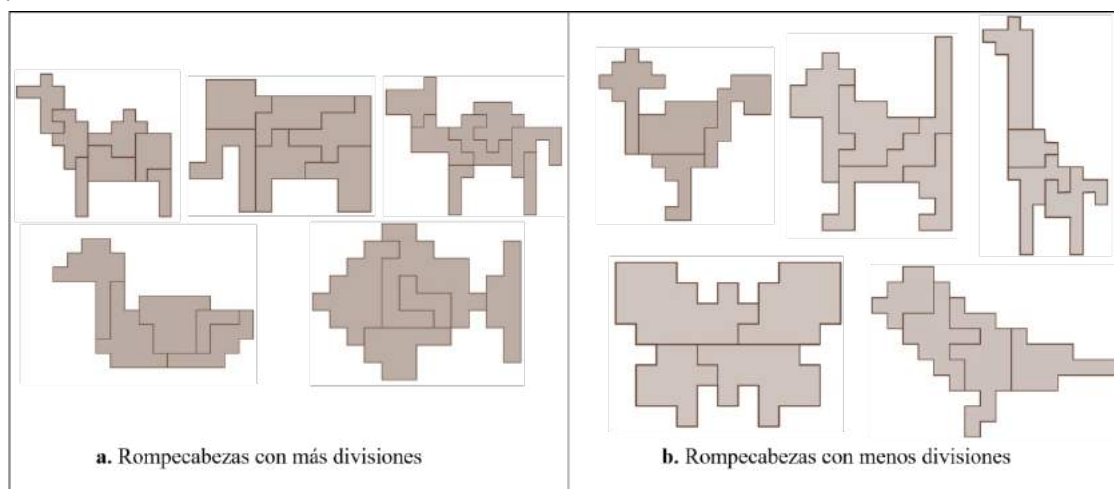 a. Rompecabezas con más divisiones
b. Rompecabezas con menos divisiones